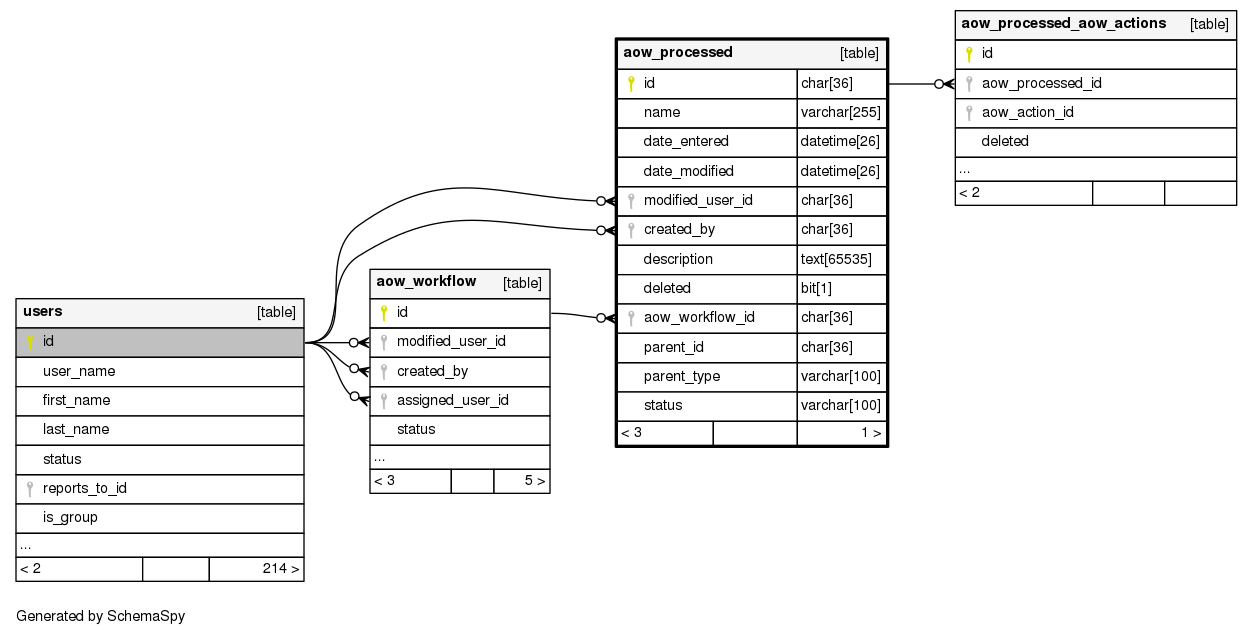 aow_processed_aow_actions [table]
id
aow_processed_id
aow_action_id
deleted
...
< 2
aow_processed [table]
id char[36]
name varchar[255]
date_entered datetime[26]
date_modified datetime[26]
modified_user_id char[36]
created_by char[36]
description text[65535]
deleted bit[1]
aow_workflow_id char[36]
parent_id char[36]
parent_type varchar[100]
status varchar[100]
< 3 1 >
aow_workflow [table]
id
modified_user_id
created_by
assigned_user_id
status
...
< 3 5 >
users [table]
id
user_name
first_name
last_name
status
reports_to_id
is_group
...
< 2 214 >
Generated by SchemaSpy